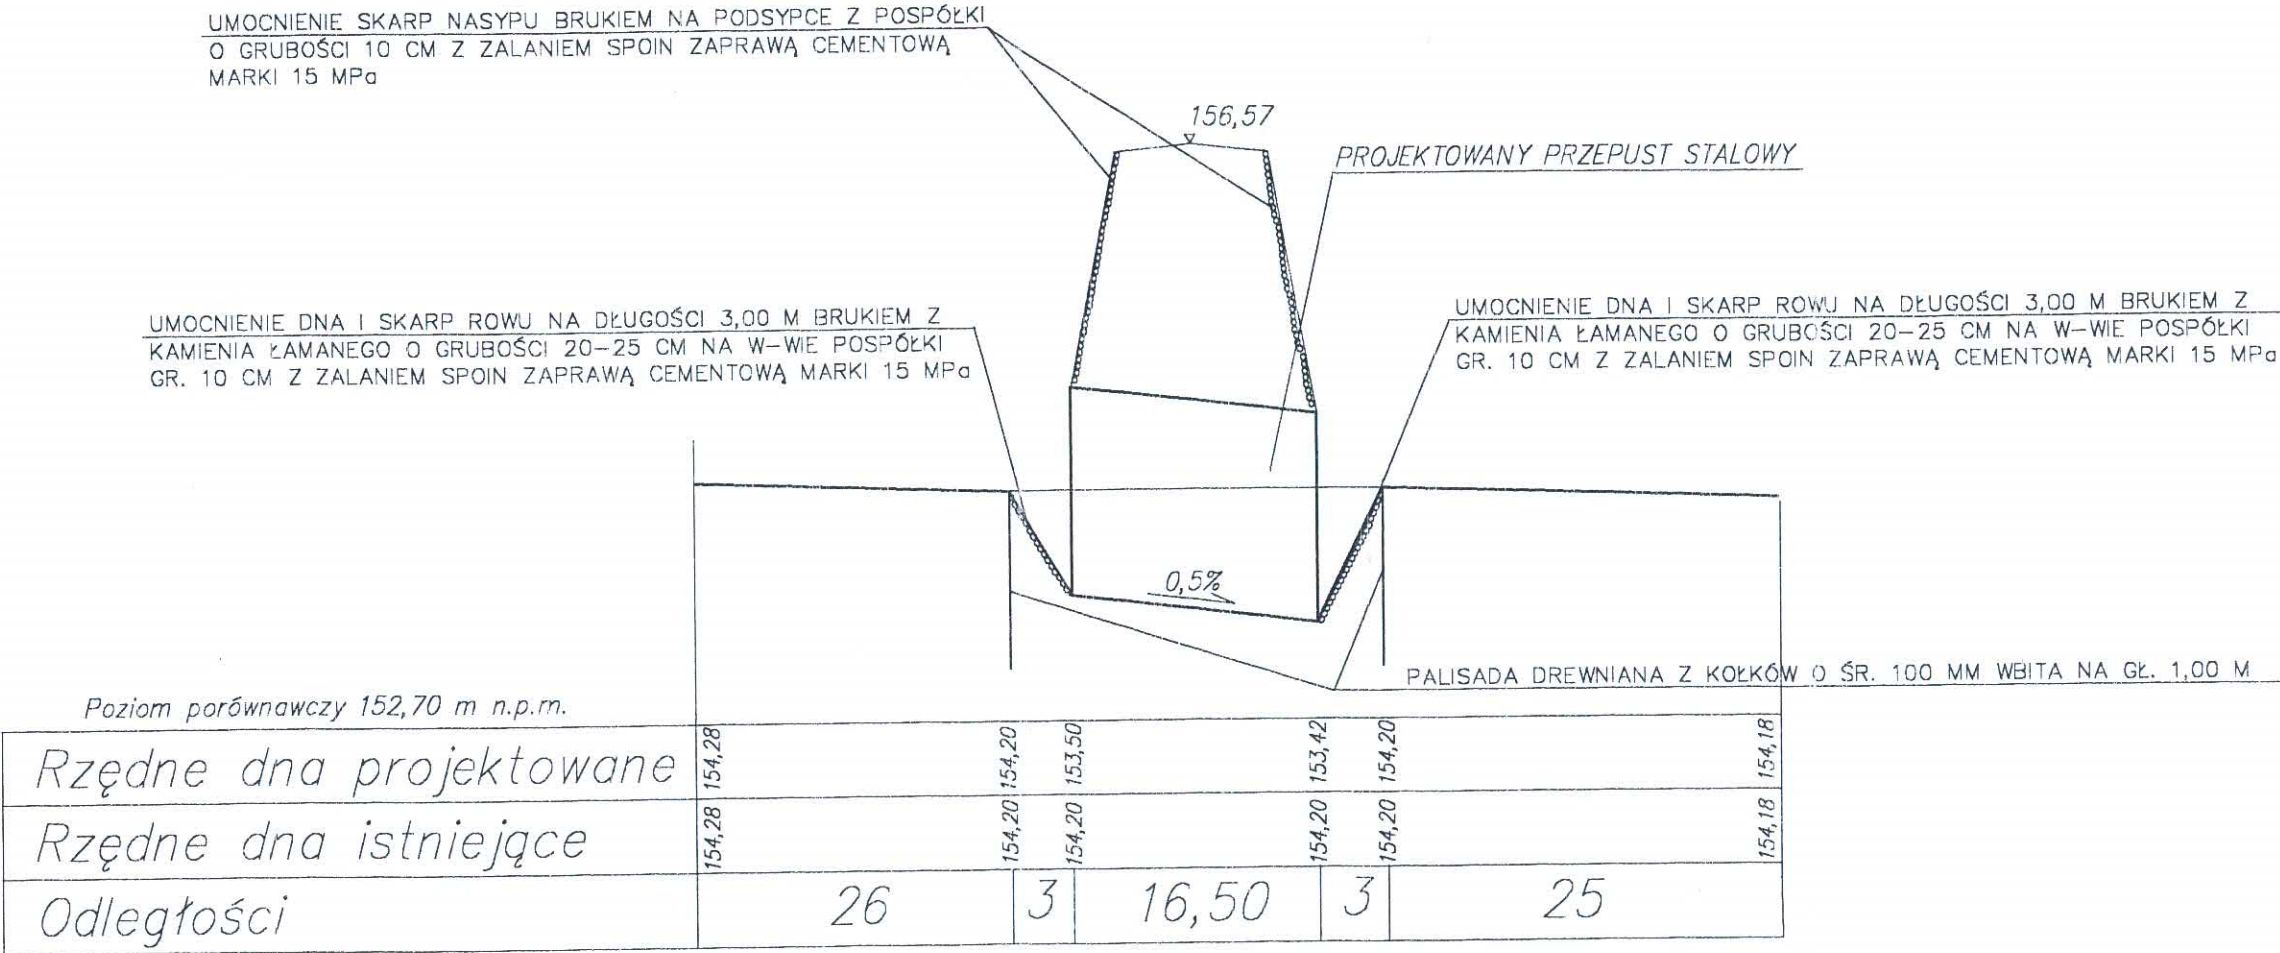 UMOCNIENIE SKARP NASYPU BRUKIEM NA PODSYPCE Z POSPÓŁKI
O GRUBOŚCI 10 CM Z ZALANIEM SPOIN ZAPRAWĄ CEMENTOWĄ
MARKI 15 MPa
156,57
PROJEKTOWANY PRZEPUST STALOWY
UMOCNIENIE DNA I SKARP ROWU NA DŁUGOŚCI 3,00 M BRUKIEM Z
KAMIENIA ŁAMANEGO O GRUBOŚCI 20-25 CM NA W-WIE POSPÓŁKI
GR. 10 CM Z ZALANIEM SPOIN ZAPRAWĄ CEMENTOWĄ MARKI 15 MPa
UMOCNIENIE DNA I SKARP ROWU NA DŁUGOŚCI 3,00 M BRUKIEM Z
KAMIENIA ŁAMANEGO O GRUBOŚCI 20-25 CM NA W-WIE POSPÓŁKI
GR. 10 CM Z ZALANIEM SPOIN ZAPRAWĄ CEMENTOWĄ MARKI 15 MPa
0,5%
PALISADA DREWNIANA Z KOŁKÓW O ŚR. 100 MM WBITA NA GŁ. 1,00 M
Poziom porównawczy 152,70 m n.p.m.
Rzędne dna projektowane 154,28 154,20 153,50 153,42 154,20 154,18
Rzędne dna istniejące 154,28 154,20 154,20 154,20 154,20 154,18
Odległości 26 3 16,50 3 25